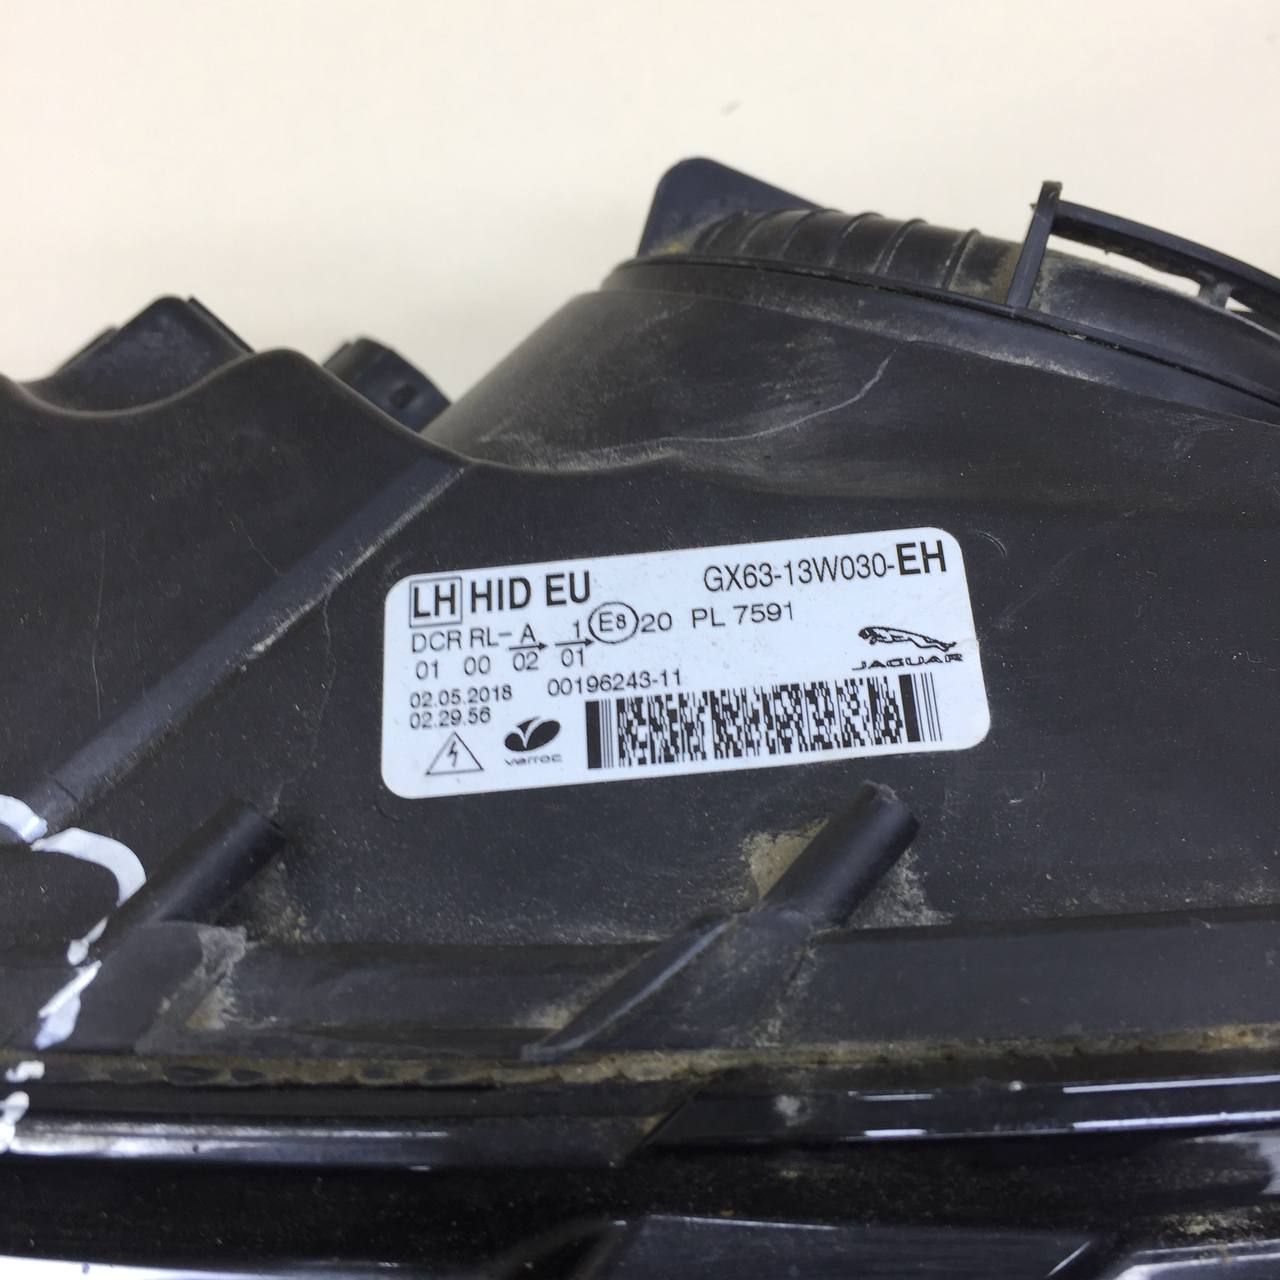 LH HID EU GX63-13W030-EH
DCR RL- A 1 E8 20 PL 7591
01 00 02 01
JAGUAR
02.05.2018 00196243-11
02.29.56
varroc